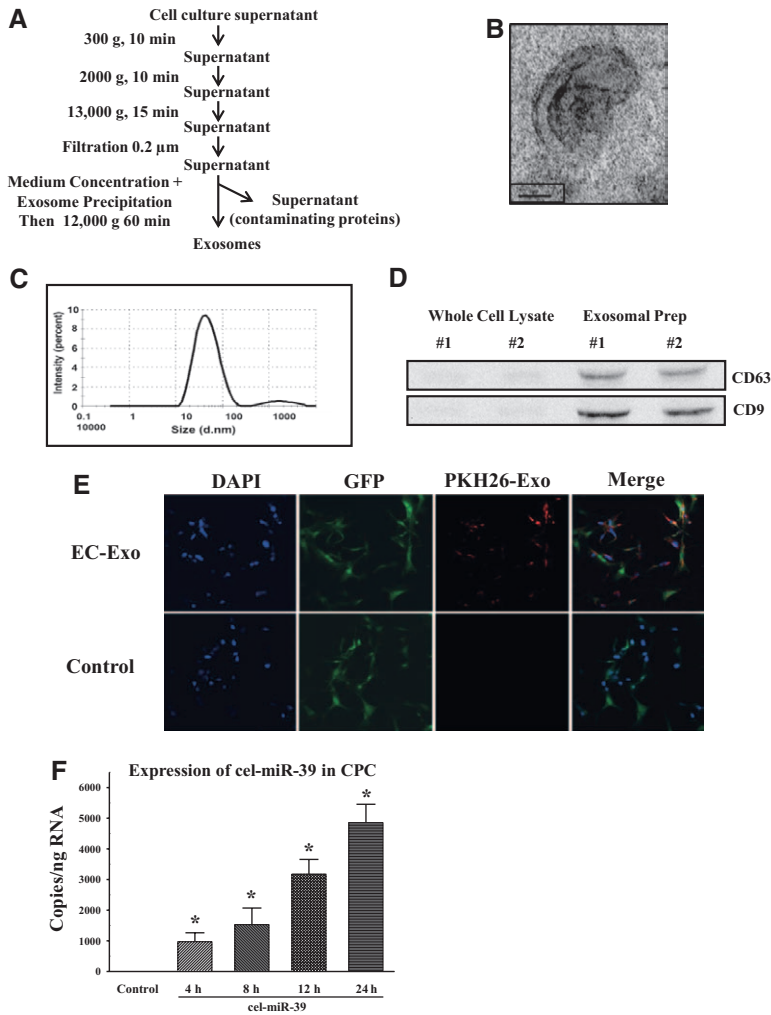 A
Cell culture supernatant
300 g, 10 min
Supernatant
2000 g, 10 min
Supernatant
13,000 g, 15 min
Supernatant
Filtration 0.2 µm
Supernatant
Medium Concentration +
Exosome Precipitation
Then 12,000 g 60 min
Supernatant
(contaminating proteins)
Exosomes
B
C
Intensity (percent)
10
8
6
4
2
0
0.1
1
10
100
1000
10000
Size (d.nm)
D
Whole Cell Lysate
Exosomal Prep
#1
#2
#1
#2
CD63
CD9
E
DAPI
GFP
PKH26-Exo
Merge
EC-Exo
Control
F
Expression of cel-miR-39 in CPC
Copies/ng RNA
6000
5000
4000
3000
2000
1000
0
*
*
*
*
Control
4 h
8 h
12 h
24 h
cel-miR-39